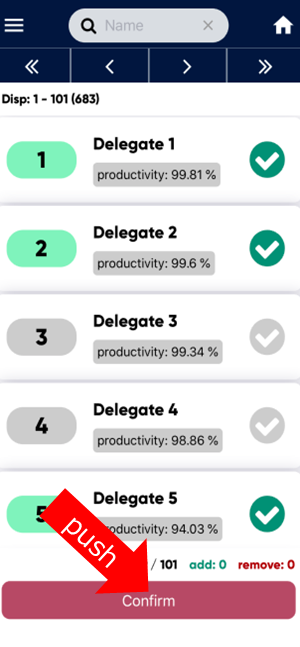 Name
Disp: 1 - 101 (683)
Delegate 1
1
productivity: 99.81 %
Delegate 2
2
productivity: 99.6 %
Delegate 3
3
productivity: 99.34 %
Delegate 4
4
productivity: 98.86 %
Delegate 5
5
productivity: 94.03 %
push
/ 101 add: 0 remove: 0
Confirm